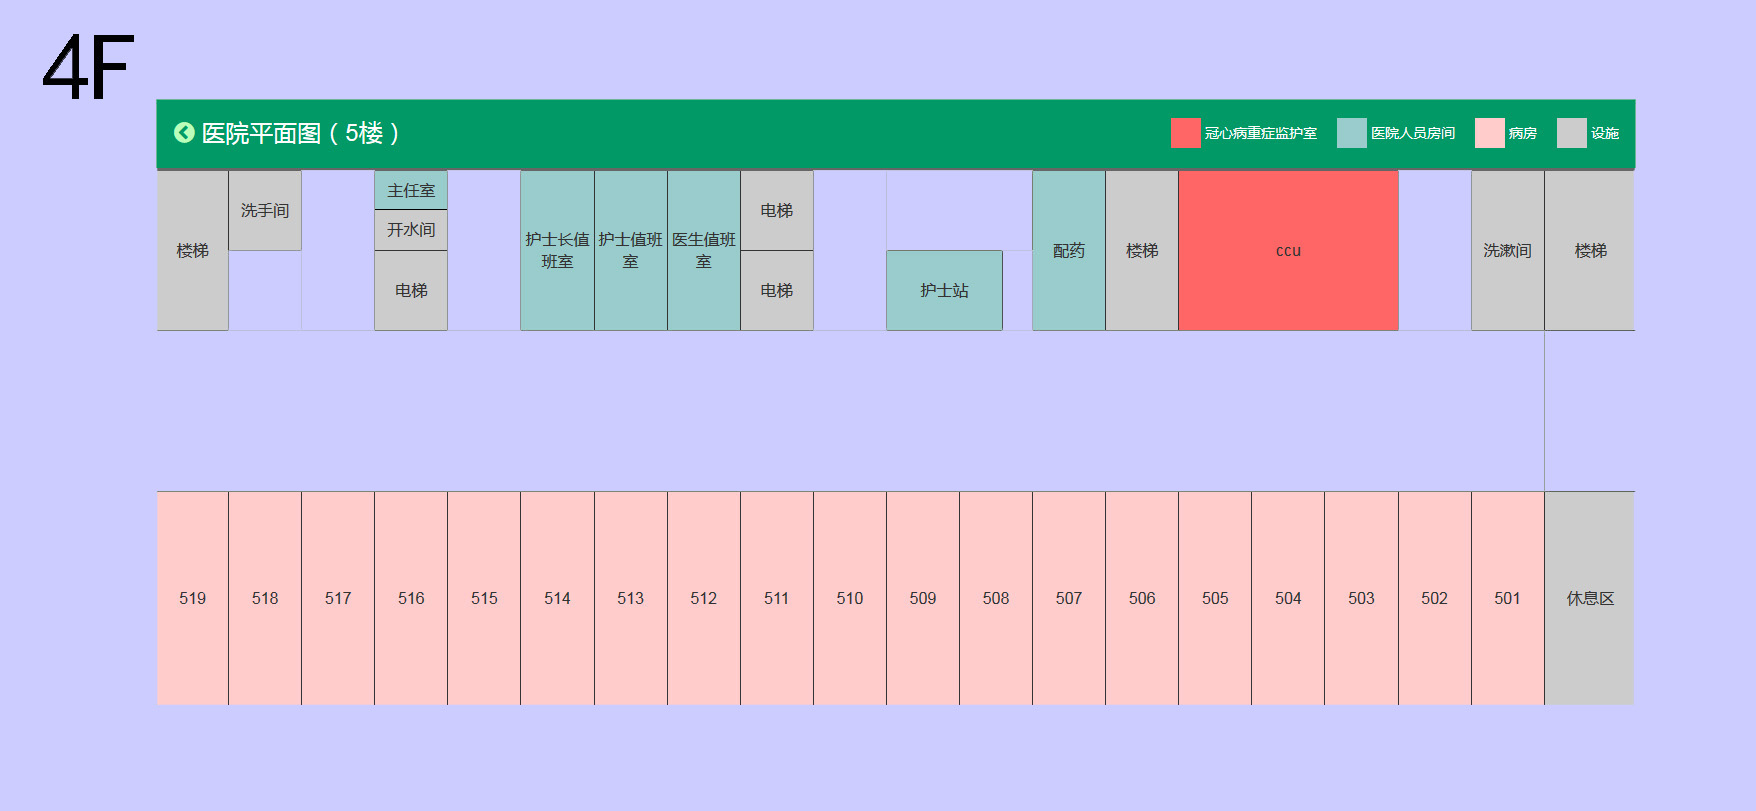 4F
医院平面图（5楼）
冠心病重症监护室
医院人员房间
病房
设施
楼梯
洗手间
主任室
开水间
电梯
护士长值
班室
护士值班
室
医生值班
室
电梯
电梯
护士站
配药
楼梯
ccu
洗漱间
楼梯
519
518
517
516
515
514
513
512
511
510
509
508
507
506
505
504
503
502
501
休息区